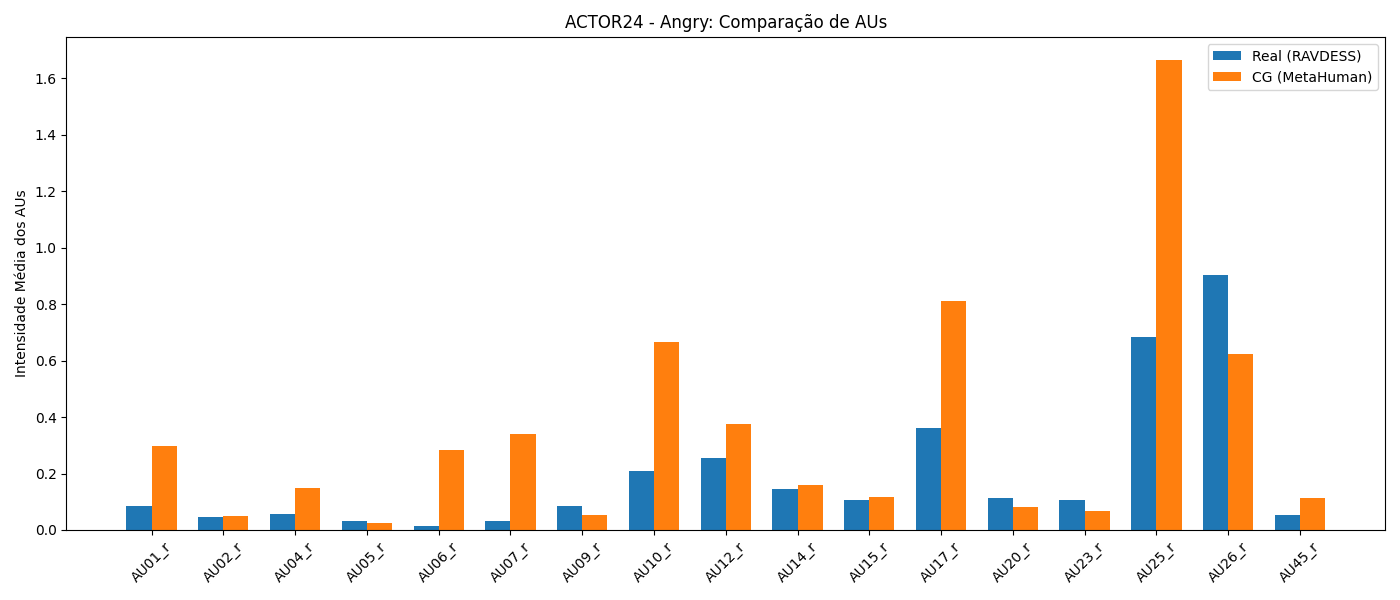 ACTOR24 - Angry: Comparação de AUs
Real (RAVDESS)
CG (MetaHuman)
Intensidade Média dos AUs
1.6
1.4
1.2
1.0
0.8
0.6
0.4
0.2
0.0
AU01_r
AU02_r
AU04_r
AU05_r
AU06_r
AU07_r
AU09_r
AU10_r
AU12_r
AU14_r
AU15_r
AU17_r
AU20_r
AU23_r
AU25_r
AU26_r
AU45_r